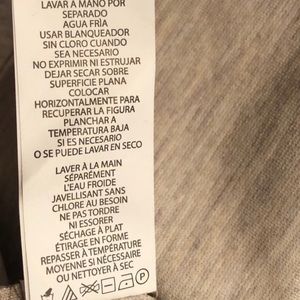 LAVAR A MANO POR
SEPARADO
AGUA FRÌA
USAR BLANQUEADOR
SIN CLORO CUANDO
SEA NECESARIO
NO EXPRIMIR NI ESTRUJAR
DEJAR SECAR SOBRE
SUPERFICIE PLANA
COLOCAR
HORIZONTALMENTE PARA
RECUPERAR LA FIGURA
PLANCHAR A
TEMPERATURA BAJA
SI ES NECESARIO
O SE PUEDE LAVAR EN SECO
LAVER À LA MAIN
SÉPARÉMENT
L'EAU FROIDE
JAVELLISANT SANS
CHLORE AU BESOIN
NE PAS TORDRE
NI ESSORER
SÉCHAGE À PLAT
ÉTIRAGE EN FORME
REPASSER À TEMPÉRATURE
MOYENNE SI NÉCESSAIRE
OU NETTOYER À SEC
P